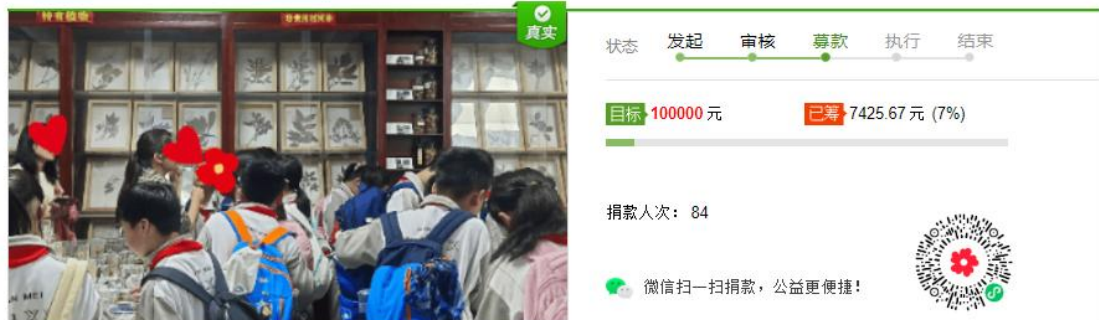 真实
状态
发起 审核 募款 执行 结束
目标 100000 元
已筹 7425.67 元 (7%)
捐款人次： 84
微信扫一扫捐款，公益更便捷！